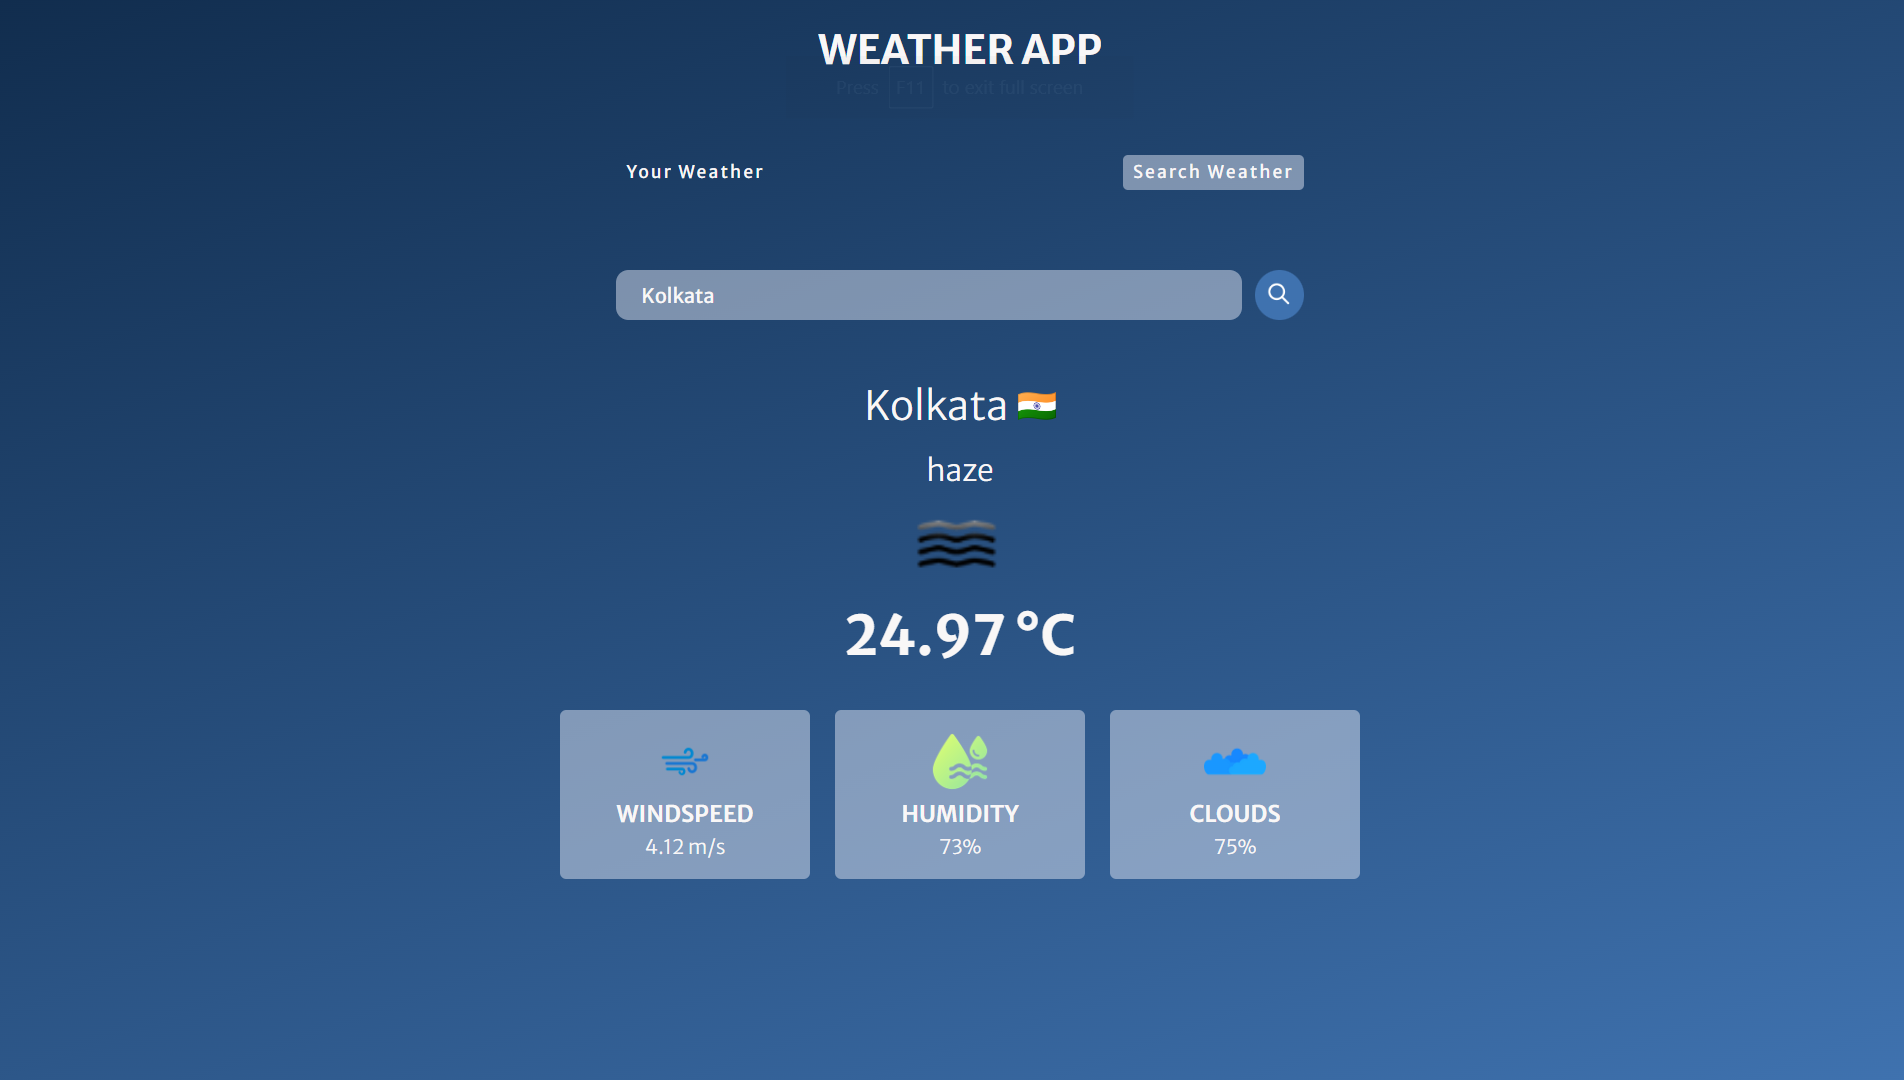 WEATHER APP
Press F11 to exit full screen
Your Weather
Search Weather
Kolkata
Kolkata
haze
24.97 °C
WINDSPEED
4.12 m/s
HUMIDITY
73%
CLOUDS
75%